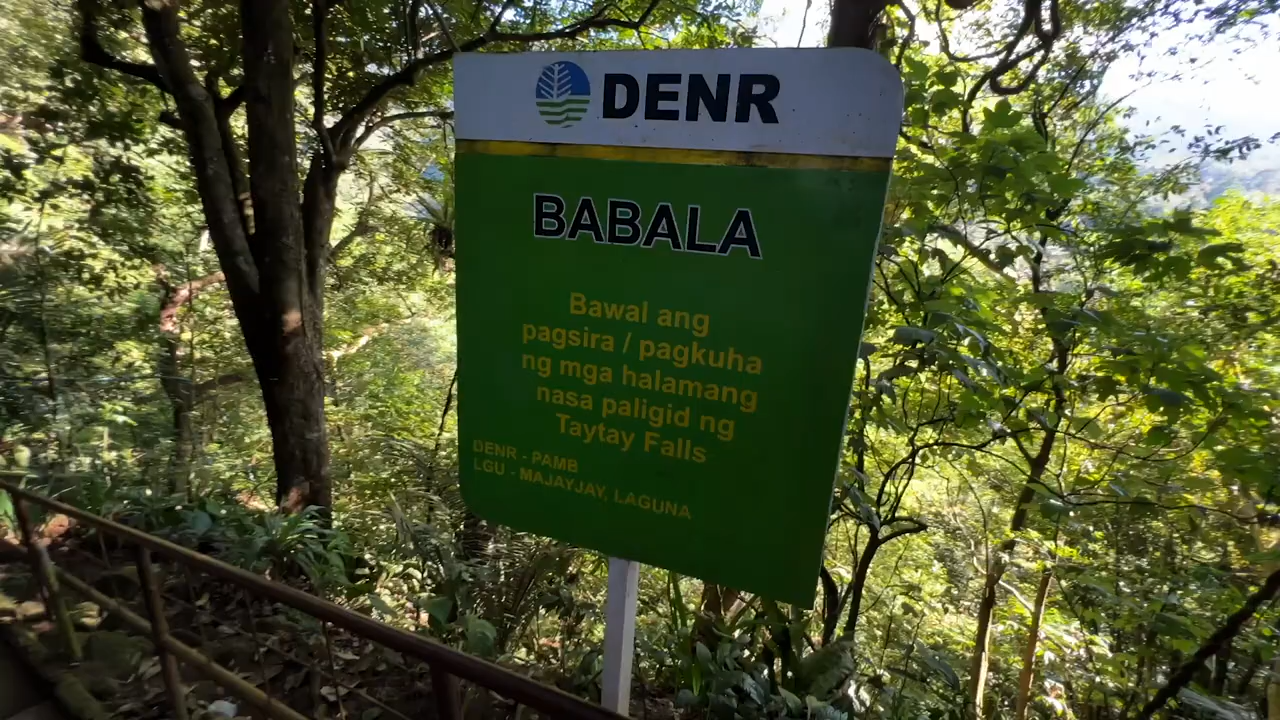 DENR
BABALA
Bawal ang
pagsira / pagkuha
ng mga halamang
nasa paligid ng
Taytay Falls
DENR - PAMB
LGU - MAJAYJAY, LAGUNA